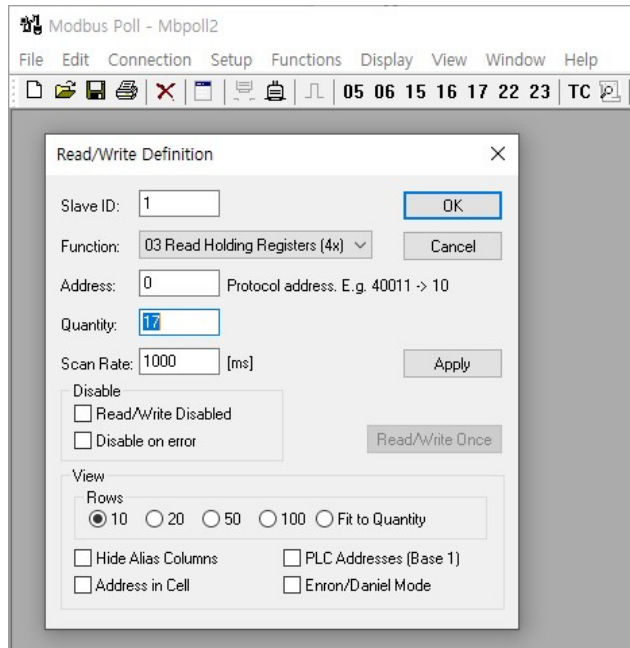 Modbus Poll - Mbpoll2
File Edit Connection Setup Functions Display View Window Help
05 06 15 16 17 22 23 TC
Read/Write Definition
Slave ID: 1 OK
Function: 03 Read Holding Registers (4x) Cancel
Address: 0 Protocol address. E.g. 40011 -> 10
Quantity: 17
Scan Rate: 1000 [ms] Apply
Disable
Read/Write Disabled
Disable on error Read/Write Once
View
Rows
10 20 50 100 Fit to Quantity
Hide Alias Columns PLC Addresses (Base 1)
Address in Cell Enron/Daniel Mode